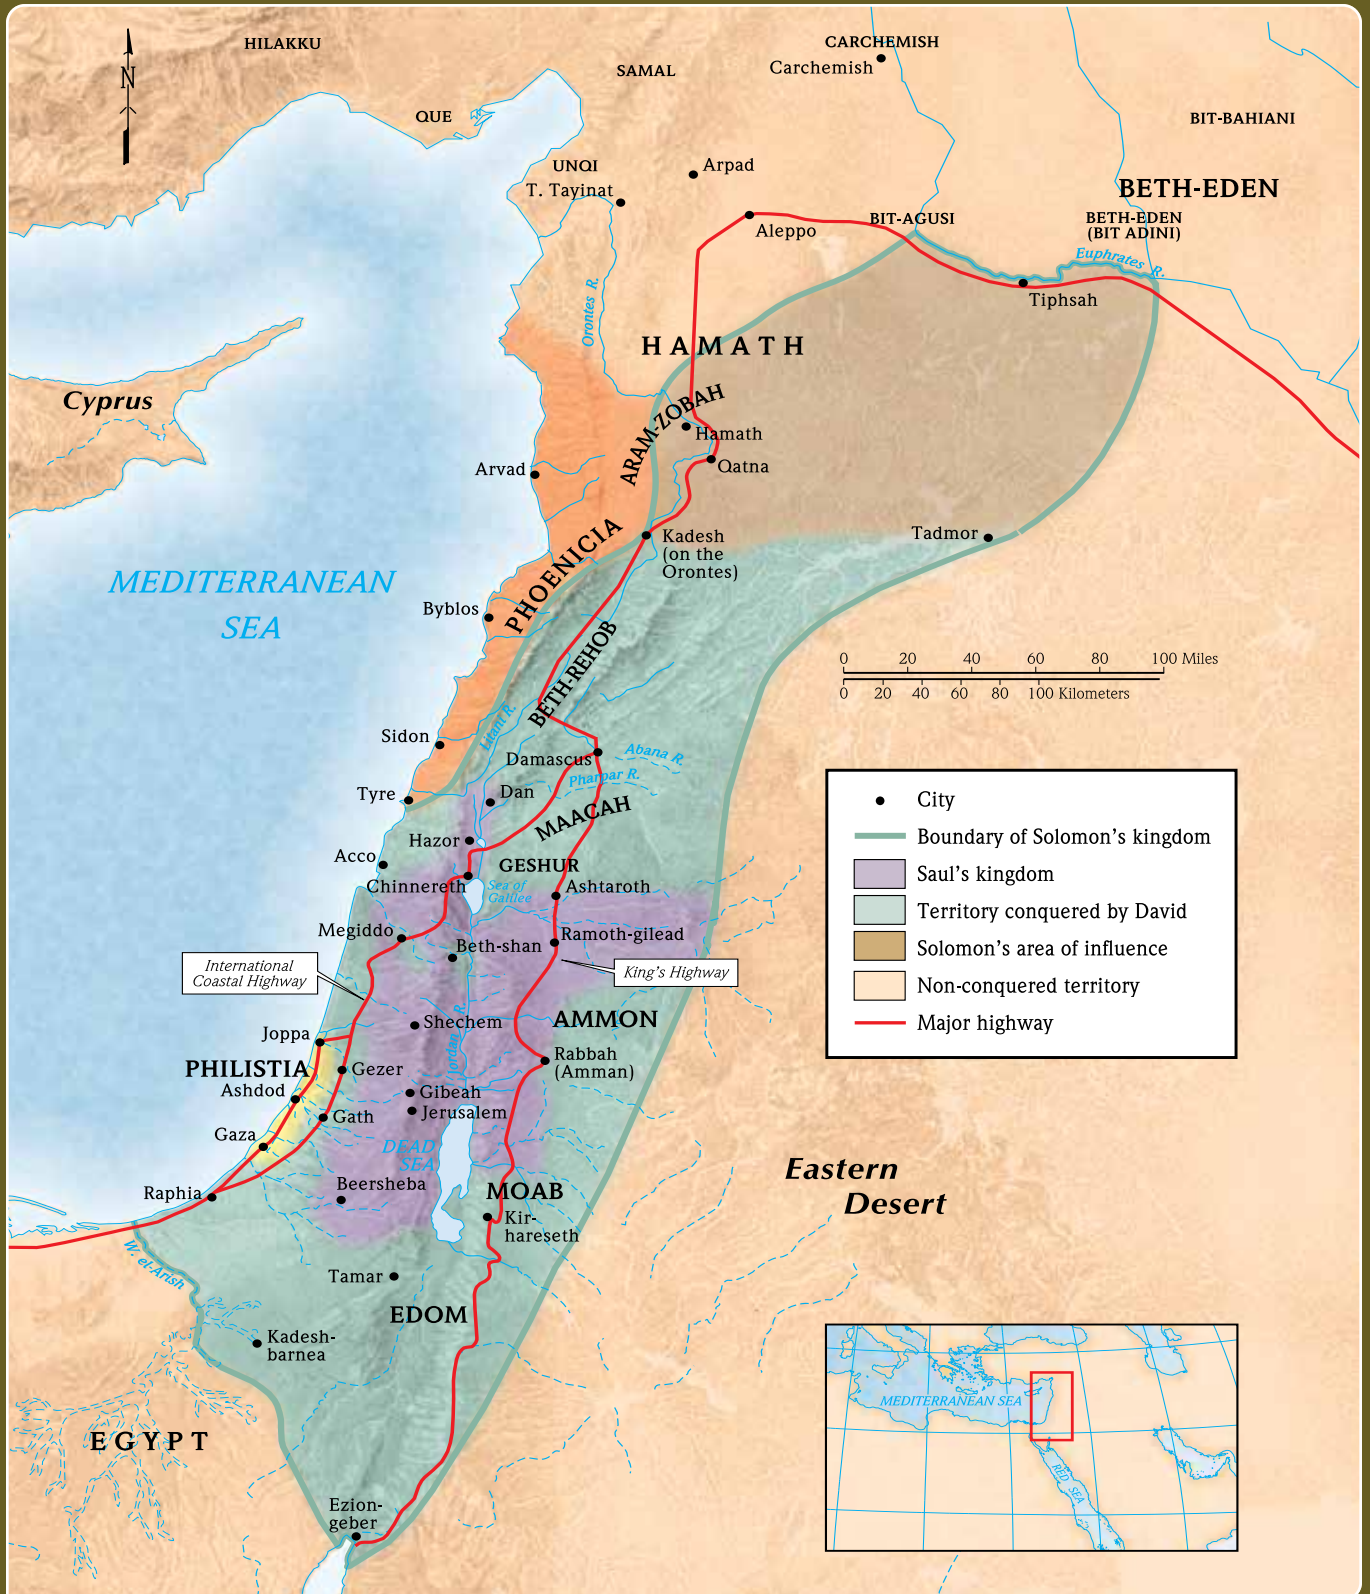 HILAKKU
CARCHEMISH
Carchemish
N
SAMAL
QUE
BIT-BAHIANI
UNQI
T. Tayinat
Arpad
BETH-EDEN
BIT-AGUSI
BETH-EDEN
(BIT ADINI)
Aleppo
Euphrates R.
Tiphsah
Orontes R.
HAMATH
Cyprus
ARAM-ZOBAH
Hamath
Qatna
Arvad
Tadmor
Kadesh
(on the
Orontes)
PHOENICIA
MEDITERRANEAN
SEA
Byblos
BETH-REHOB
0 20 40 60 80 100 Miles
0 20 40 60 80 100 Kilometers
Litani R.
Sidon
Damascus
Abana R.
Pharpar R.
Tyre
Dan
MAACAH
Hazor
Acco
GESHUR
Chinnereth
Sea of
Galilee
Ashtaroth
Megiddo
Beth-shan
Ramoth-gilead
International
Coastal Highway
King's Highway
City
Boundary of Solomon's kingdom
Saul's kingdom
Territory conquered by David
Solomon's area of influence
Non-conquered territory
Major highway
Shechem
AMMON
Joppa
Jordan R.
PHILISTIA
Gezer
Rabbah
(Amman)
Ashdod
Gibeah
Jerusalem
Gath
Gaza
DEAD
SEA
Eastern
Desert
Raphia
Beersheba
MOAB
Kir-
hareseth
W. el-Arish
Tamar
EDOM
Kadesh-
barnea
EGYPT
Ezion-
geber
MEDITERRANEAN SEA
RED SEA